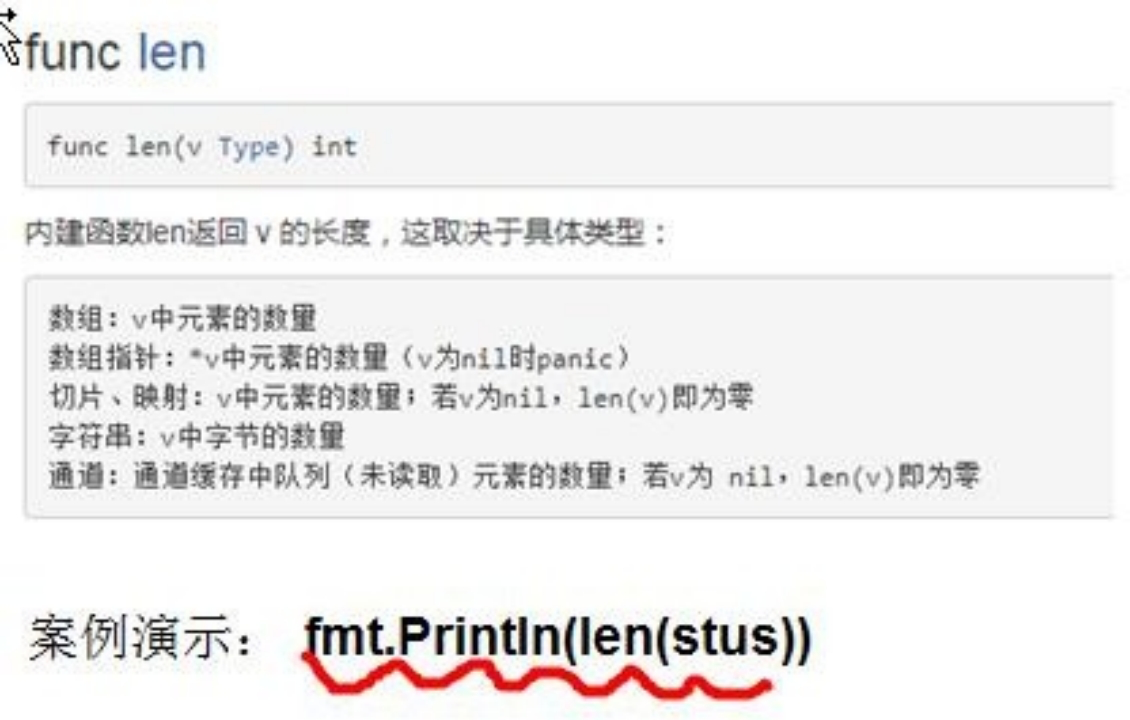 func len
func len(v Type) int
内建函数len返回 v 的长度，这取决于具体类型：
数组：v中元素的数量
数组指针：*v中元素的数量（v为nil时panic）
切片、映射：v中元素的数量；若v为nil，len(v)即为零
字符串：v中字节的数量
通道：通道缓存中队列（未读取）元素的数量；若v为 nil，len(v)即为零
案例演示： fmt.Println(len(stus))